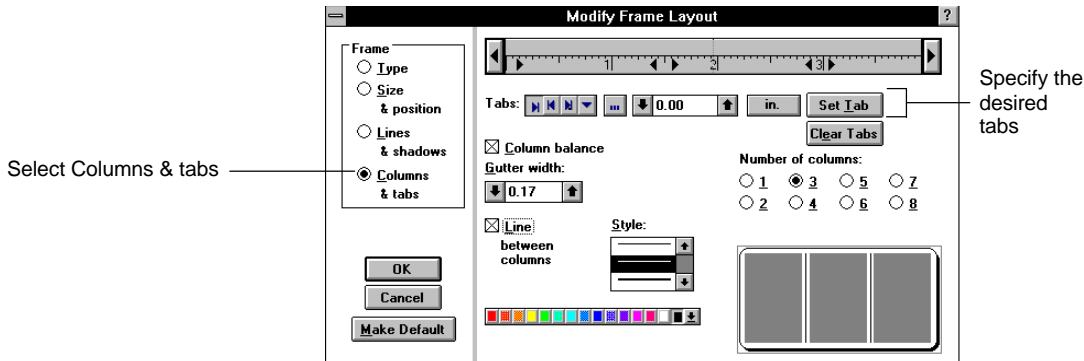 Modify Frame Layout
?
Frame
Type
Size
& position
Lines
& shadows
Columns
& tabs
Select Columns & tabs
OK
Cancel
Make Default
1 2 3
Tabs: ... 0.00 in. Set Tab
Clear Tabs
Specify the
desired
tabs
Column balance
Gutter width:
0.17
Number of columns:
1 3 5 7
2 4 6 8
Line
between
columns
Style: